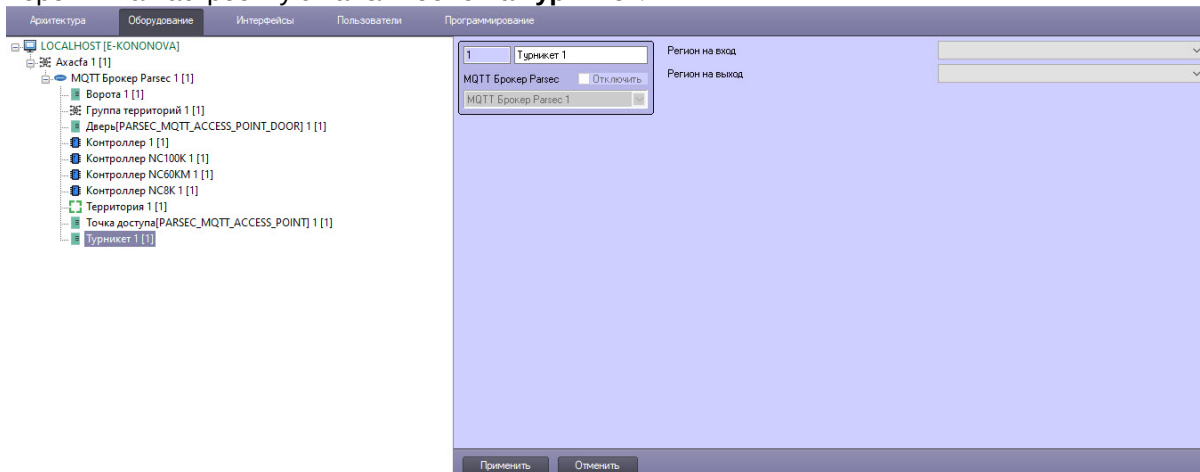 Архитектура Оборудование Интерфейсы Пользователи Программирование
LOCALHOST [E-KONONOVA]
Axacfa 1 [1]
MQTT Брокер Parsec 1 [1]
Ворота 1 [1]
Группа территорий 1 [1]
Дверь[PARSEC_MQTT_ACCESS_POINT_DOOR] 1 [1]
Контроллер 1 [1]
Контроллер NC100K 1 [1]
Контроллер NC60KM 1 [1]
Контроллер NC8K 1 [1]
Территория 1 [1]
Точка доступа[PARSEC_MQTT_ACCESS_POINT] 1 [1]
Турникет 1 [1]
1 Турникет 1
MQTT Брокер Parsec Отключить
MQTT Брокер Parsec 1
Регион на вход
Регион на выход
Применить Отменить